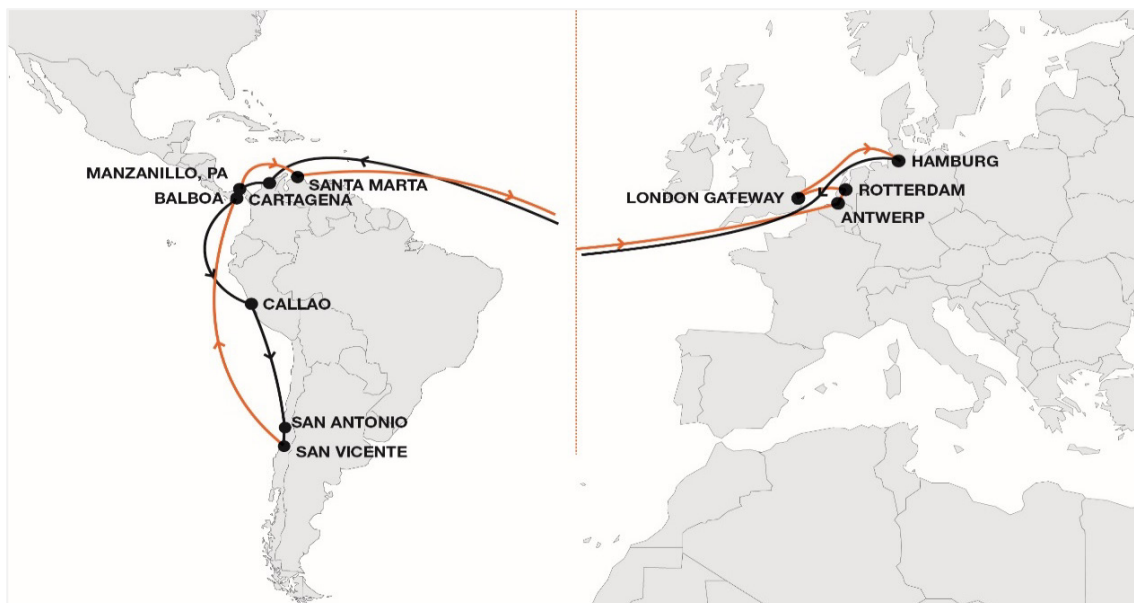 MANZANILLO, PA
BALBOA
CARTAGENA
SANTA MARTA
CALLAO
SAN ANTONIO
SAN VICENTE
HAMBURG
LONDON GATEWAY
ROTTERDAM
ANTWERP